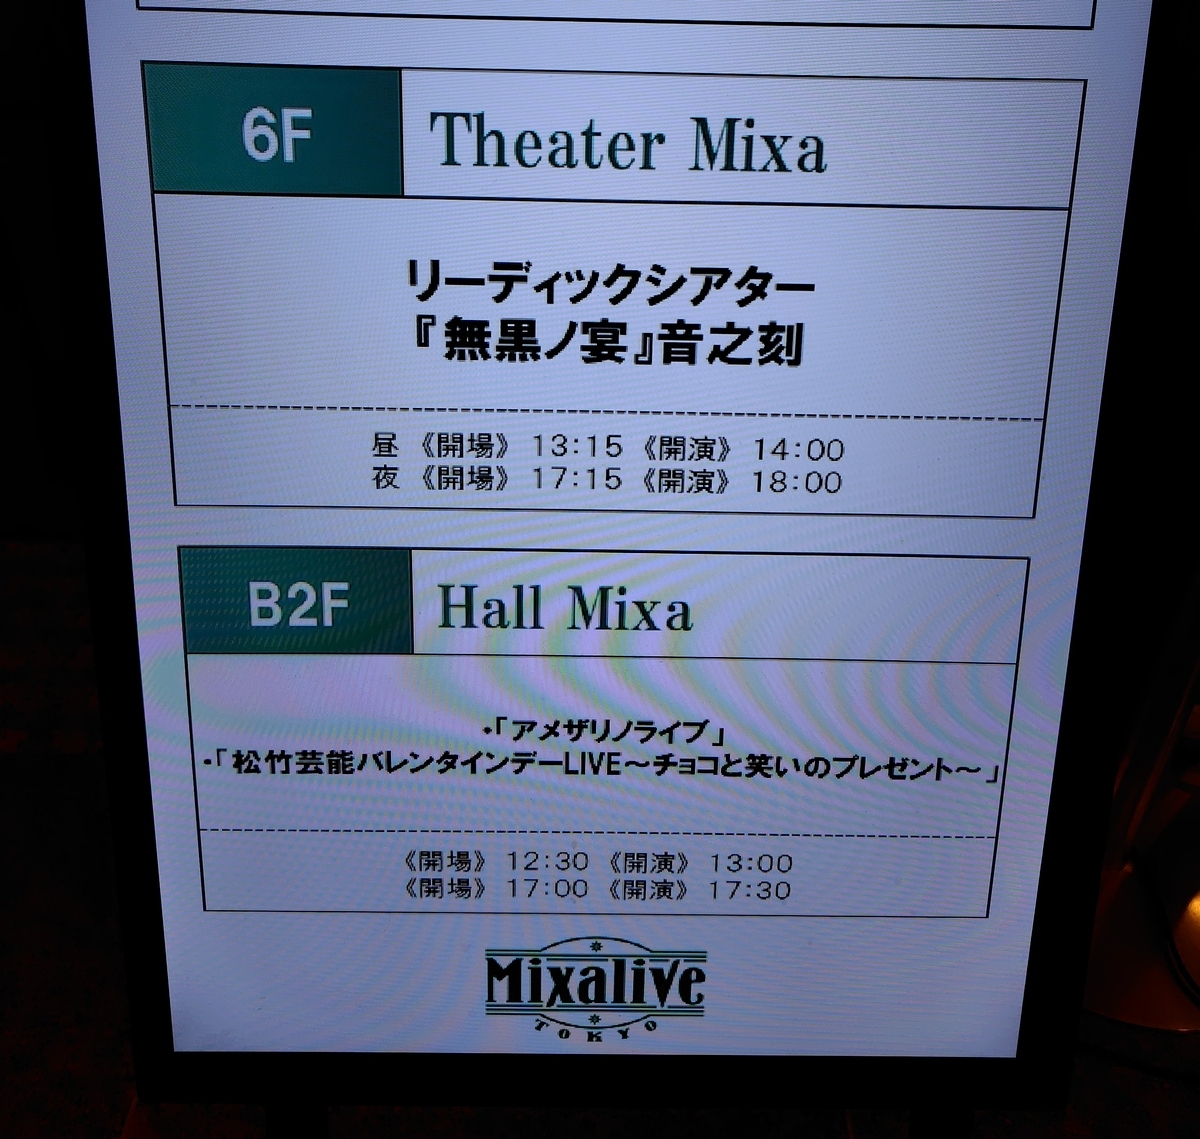 6F
Theater Mixa
リーディックシアター
『無黒ノ宴』音之刻
昼 《開場》 13:15 《開演》 14:00
夜 《開場》 17:15 《開演》 18:00
B2F
Hall Mixa
・「アメザリノライブ」
・「松竹芸能バレンタインデーLIVE～チョコと笑いのプレゼント～」
《開場》 12:30 《開演》 13:00
《開場》 17:00 《開演》 17:30
Mixalive
TOKYO